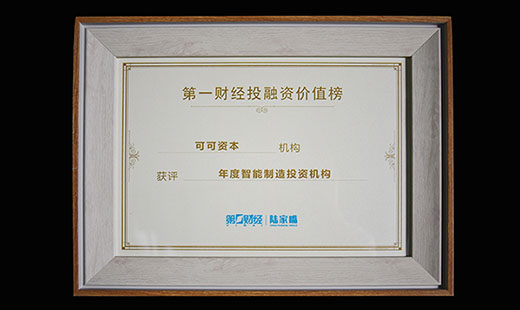 第一财经投融资价值榜
可可资本 机构
获评 年度智能制造投资机构
第一财经 | 陆家嘴